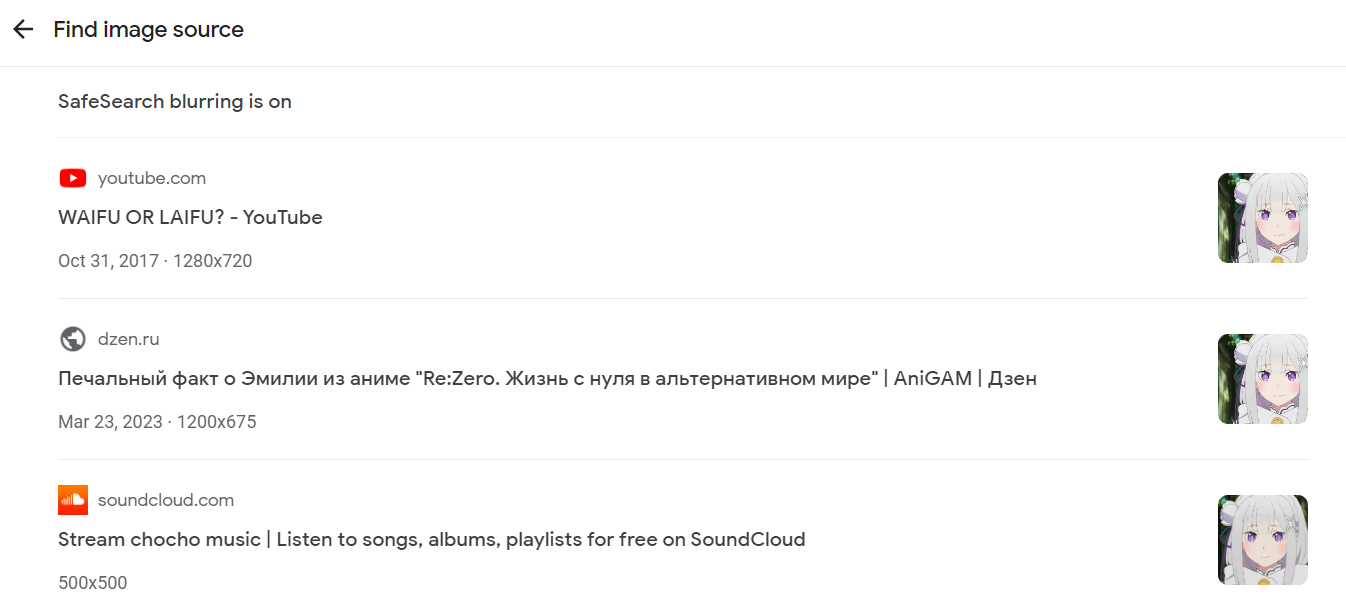 Find image source
SafeSearch blurring is on
youtube.com
WAIFU OR LAIFU? - YouTube
Oct 31, 2017 · 1280x720
dzen.ru
Печальный факт о Эмилии из аниме "Re:Zero. Жизнь с нуля в альтернативном мире" | AniGAM | Дзен
Mar 23, 2023 · 1200x675
soundcloud.com
Stream chocho music | Listen to songs, albums, playlists for free on SoundCloud
500x500